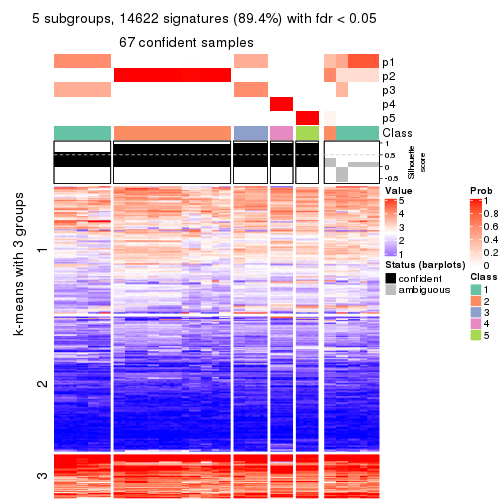 5 subgroups, 14622 signatures (89.4%) with fdr < 0.05
67 confident samples
p1
p2
p3
p4
p5
Class
1
0.5
0
-0.5
Silhouette
score
k-means with 3 groups
1
2
3
Value
5
4
3
2
1
Status (barplots)
confident
ambiguous
Prob
1
0.8
0.6
0.4
0.2
0
Class
1
2
3
4
5